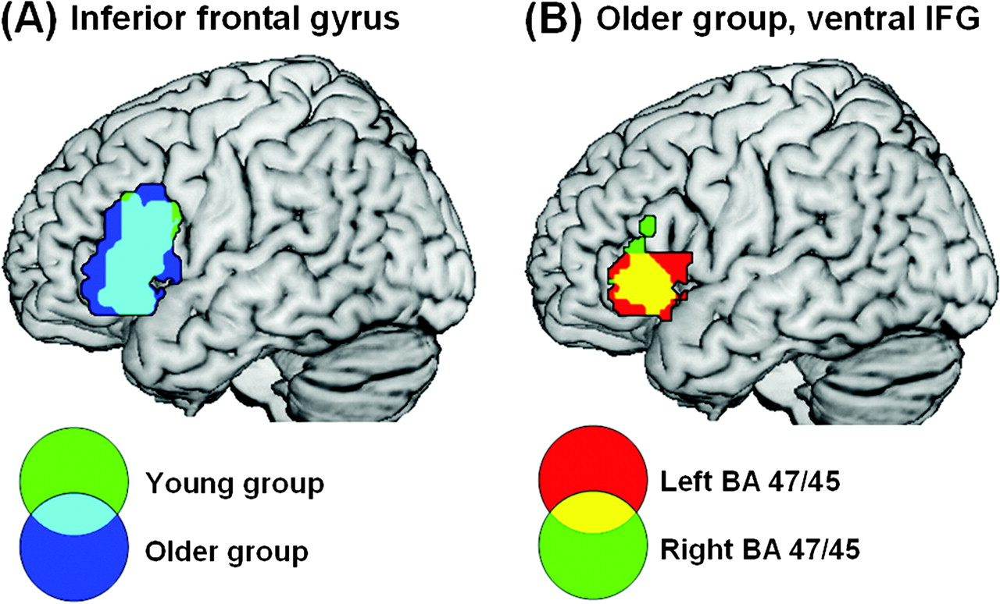 (A) Inferior frontal gyrus
(B) Older group, ventral IFG
Young group
Older group
Left BA 47/45
Right BA 47/45